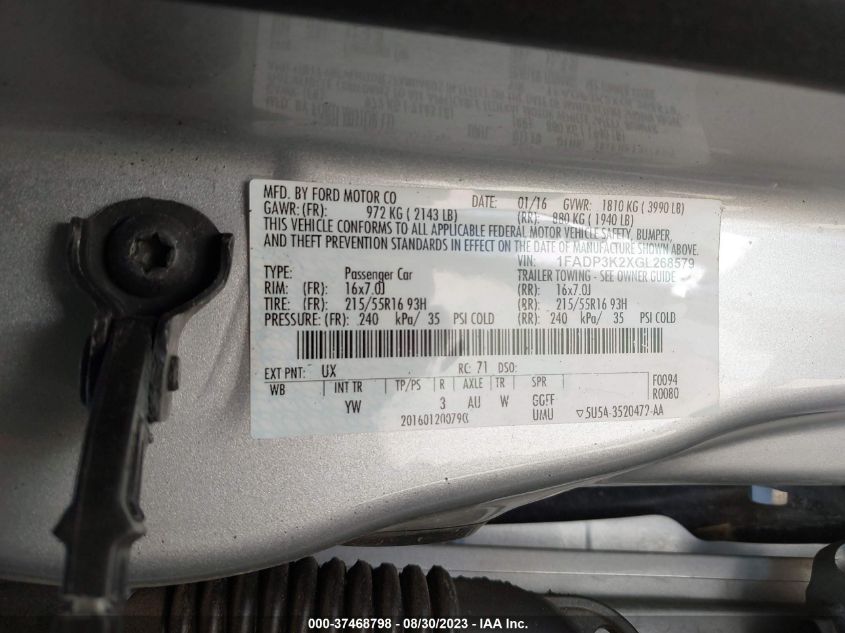 MFD. BY FORD MOTOR CO DATE: 01/16 GVWR: 1810 KG ( 3990 LB)
GAWR: (FR): 972 KG ( 2143 LB) (RR): 880 KG ( 1940 LB)
THIS VEHICLE CONFORMS TO ALL APPLICABLE FEDERAL MOTOR VEHICLE SAFETY, BUMPER,
AND THEFT PREVENTION STANDARDS IN EFFECT ON THE DATE OF MANUFACTURE SHOWN ABOVE.
VIN: 1FADP3K2XGL268579
TYPE: Passenger Car TRAILER TOWING SEE OWNER GUIDE
RIM: (FR): 16x7.0J (RR): 16x7.0J
TIRE: (FR): 215/55R16 93H (RR): 215/55R16 93H
PRESSURE: (FR): 240 kPa/ 35 PSI COLD (RR): 240 kPa/ 35 PSI COLD
EXT PNT: UX RC: 71 DSO:
WB INT TR TP/PS R AXLE TR SPR F0094
YW 3 AU W GGFF R0080
UMU ▽5U5A-3520472-AA
000-37468798 - 08/30/2023 - IAA Inc.